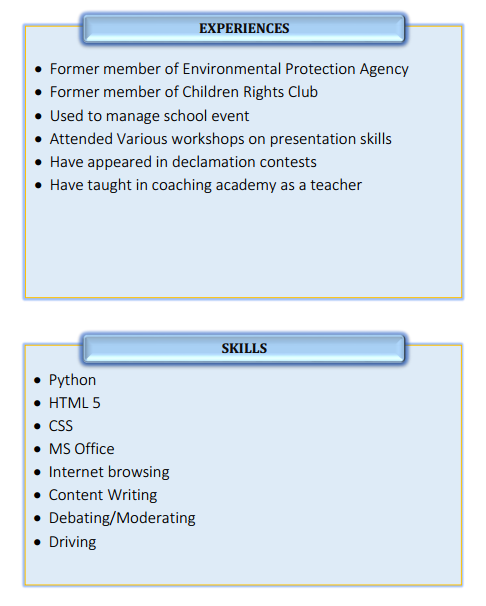 EXPERIENCES
• Former member of Environmental Protection Agency
• Former member of Children Rights Club
• Used to manage school event
• Attended Various workshops on presentation skills
• Have appeared in declamation contests
• Have taught in coaching academy as a teacher
SKILLS
• Python
• HTML 5
• CSS
• MS Office
• Internet browsing
• Content Writing
• Debating/Moderating
• Driving